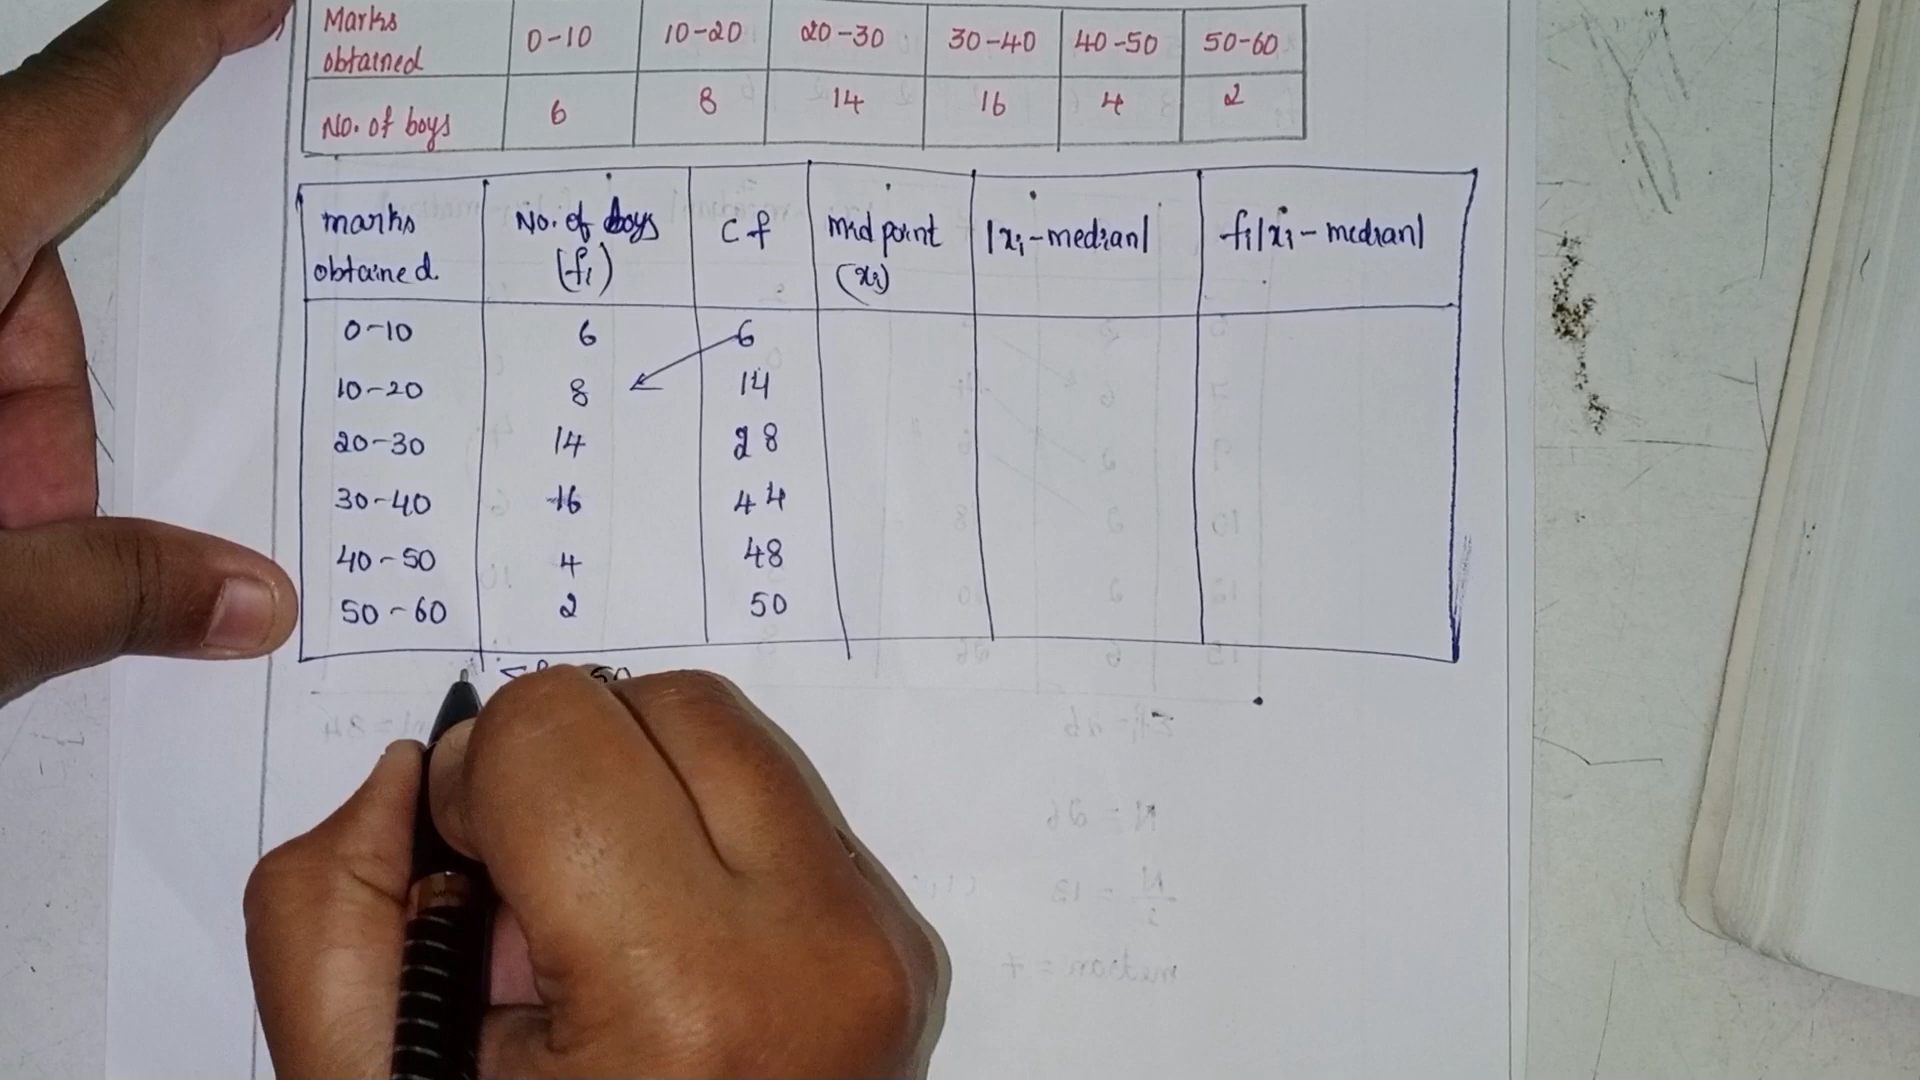 Marks obtained 0-10 10-20 20-30 30-40 40-50 50-60
No. of boys 6 8 14 16 4 2
marks obtained No. of boys (fi) cf mid point (xi) |xi - median| fi|xi - median|
0-10 6 6
10-20 8 14
20-30 14 28
30-40 16 44
40-50 4 48
50-60 2 50
50